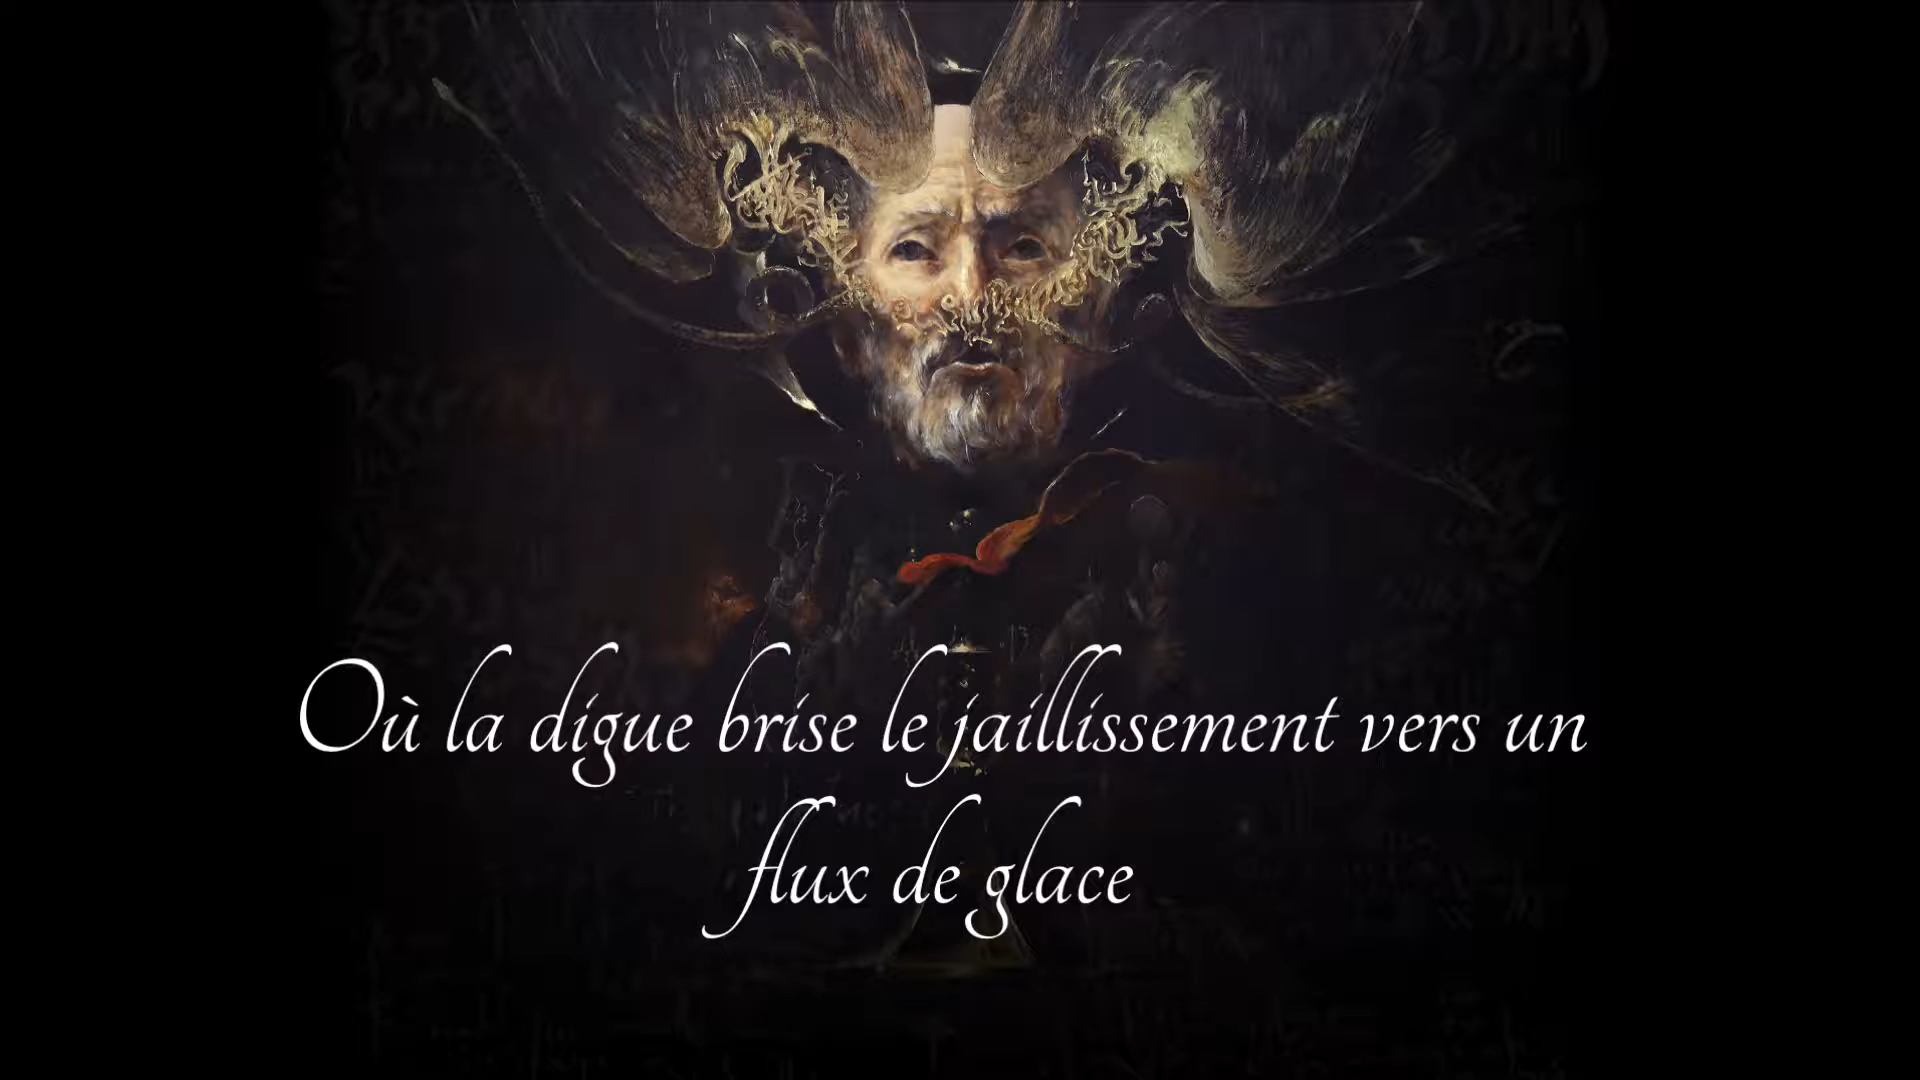 Où la digue brise le jaillissement vers un
flux de glace